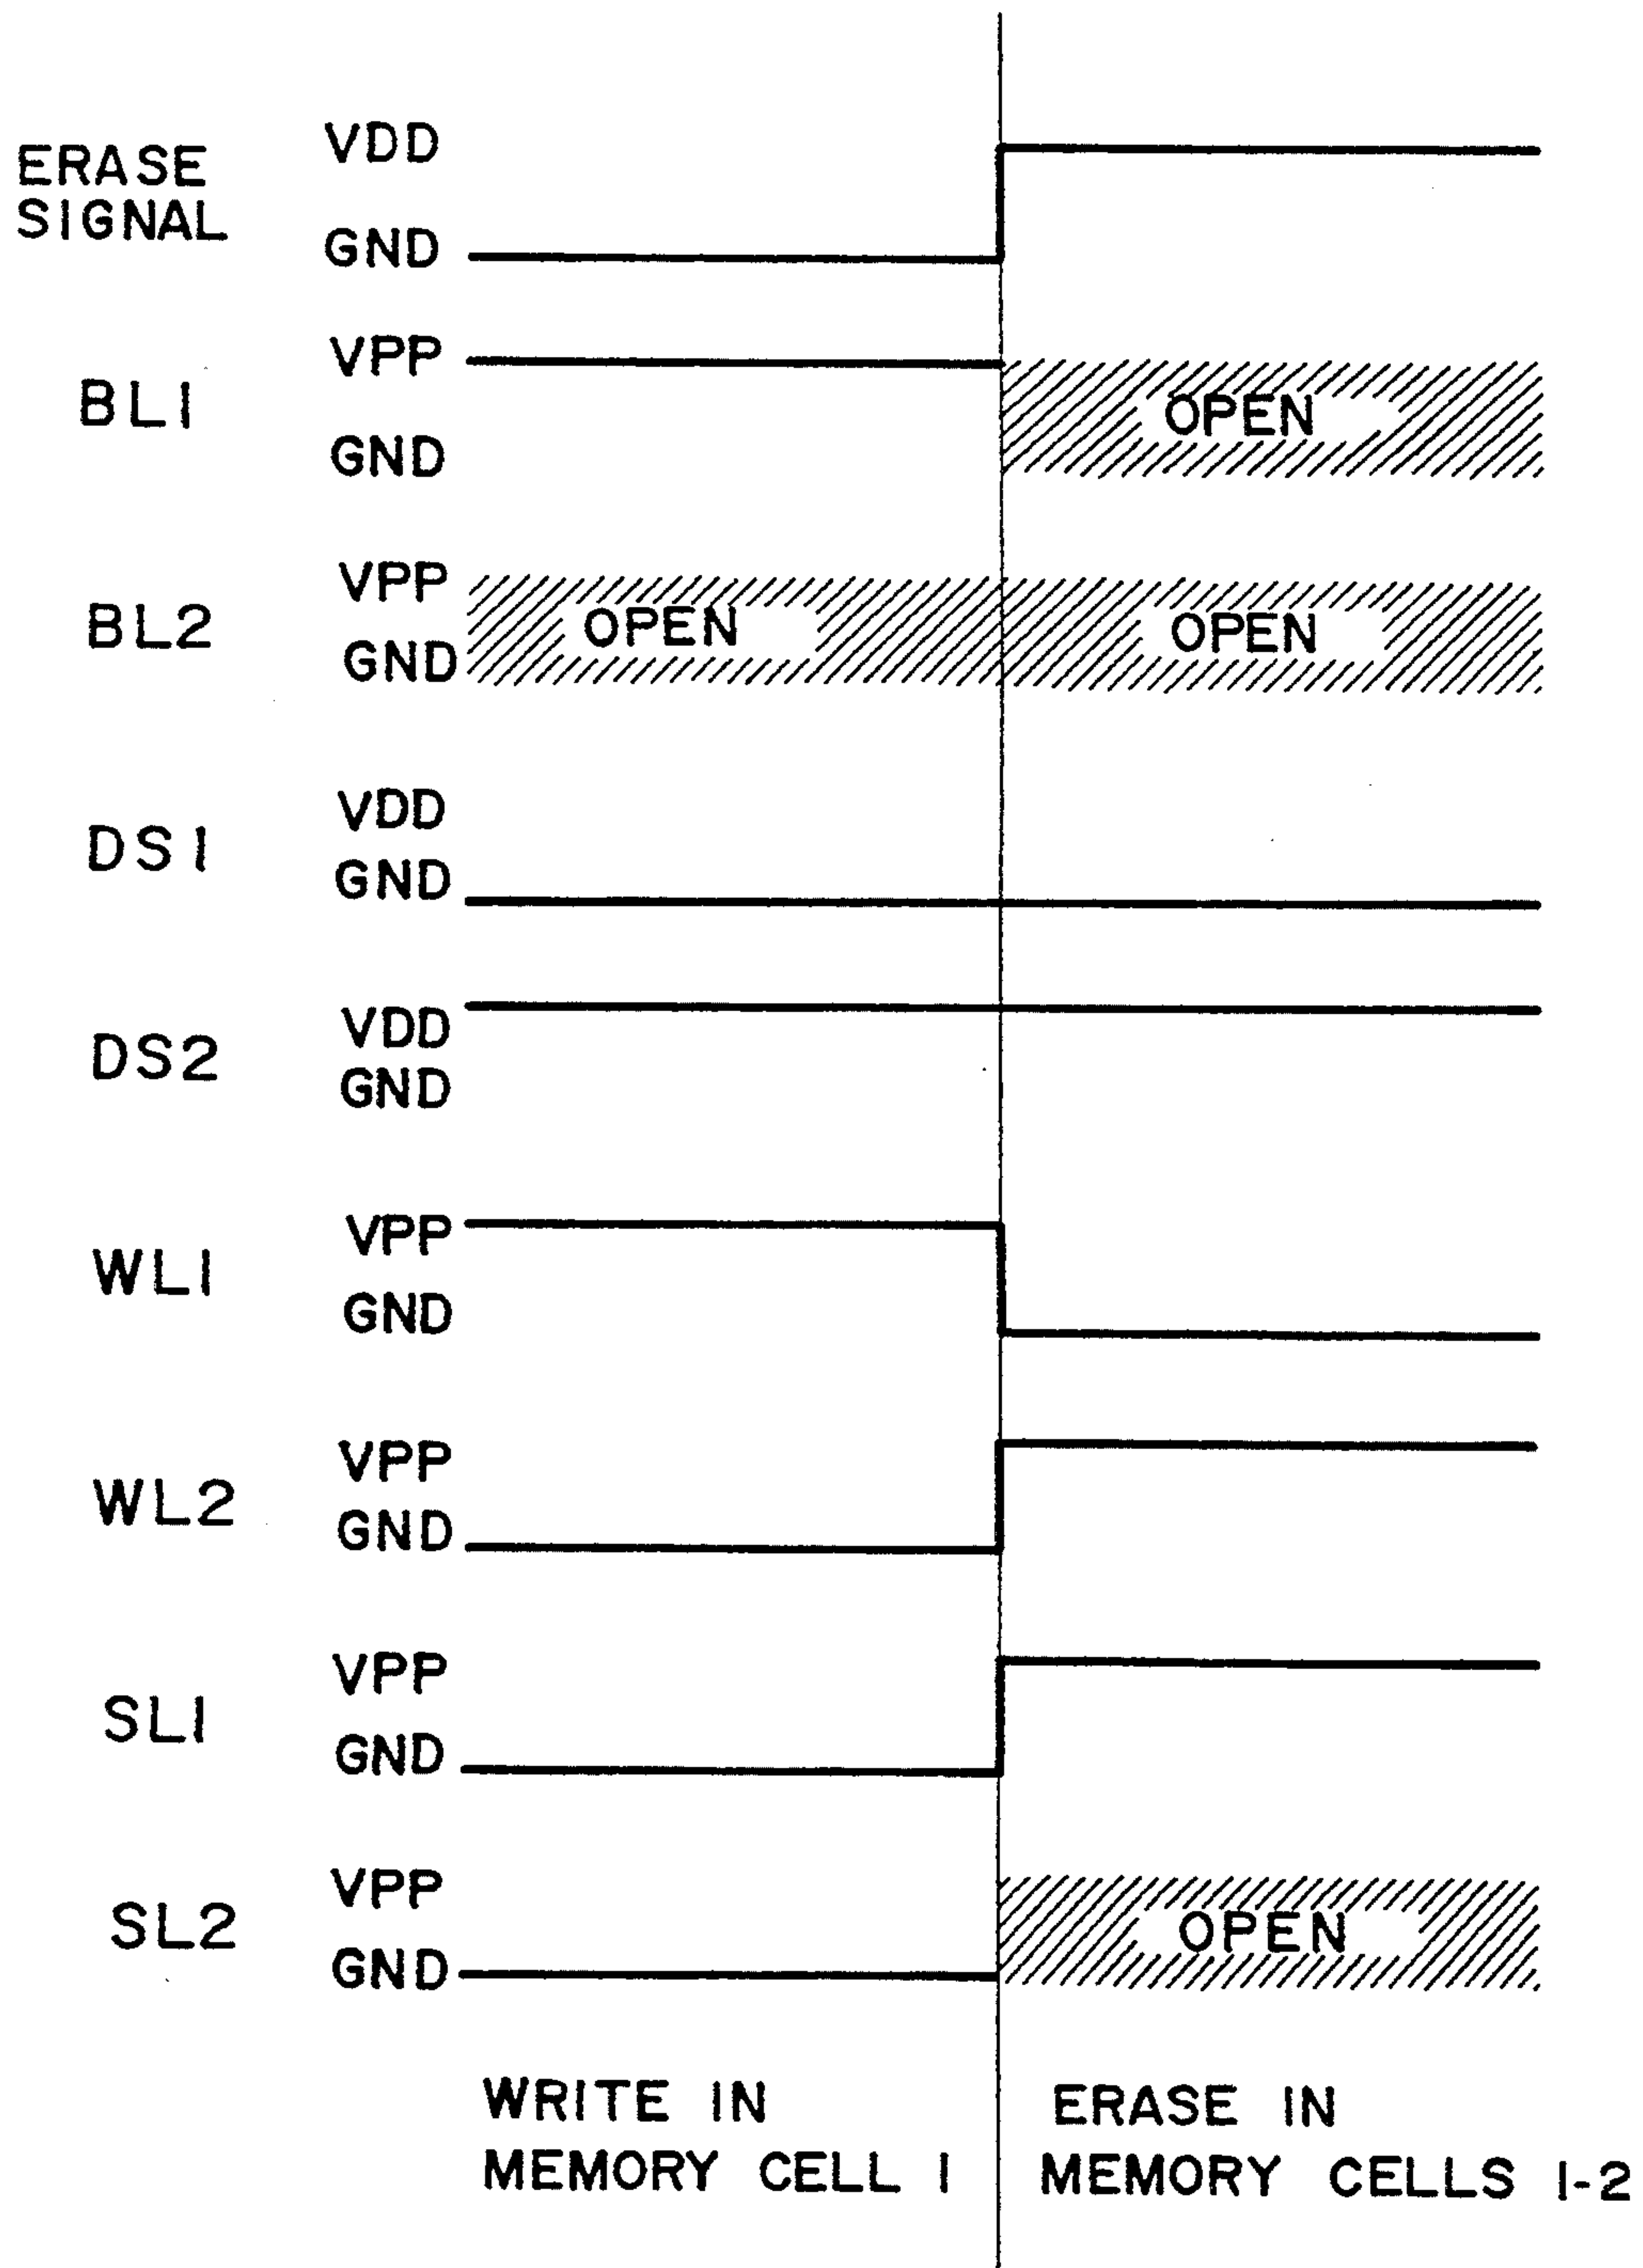 ERASE
SIGNAL
VDD
GND
BL1
VPP
GND
OPEN
BL2
VPP
GND
OPEN
OPEN
DS1
VDD
GND
DS2
VDD
GND
WL1
VPP
GND
WL2
VPP
GND
SL1
VPP
GND
SL2
VPP
GND
OPEN
WRITE IN
MEMORY CELL 1
ERASE IN
MEMORY CELLS 1-2